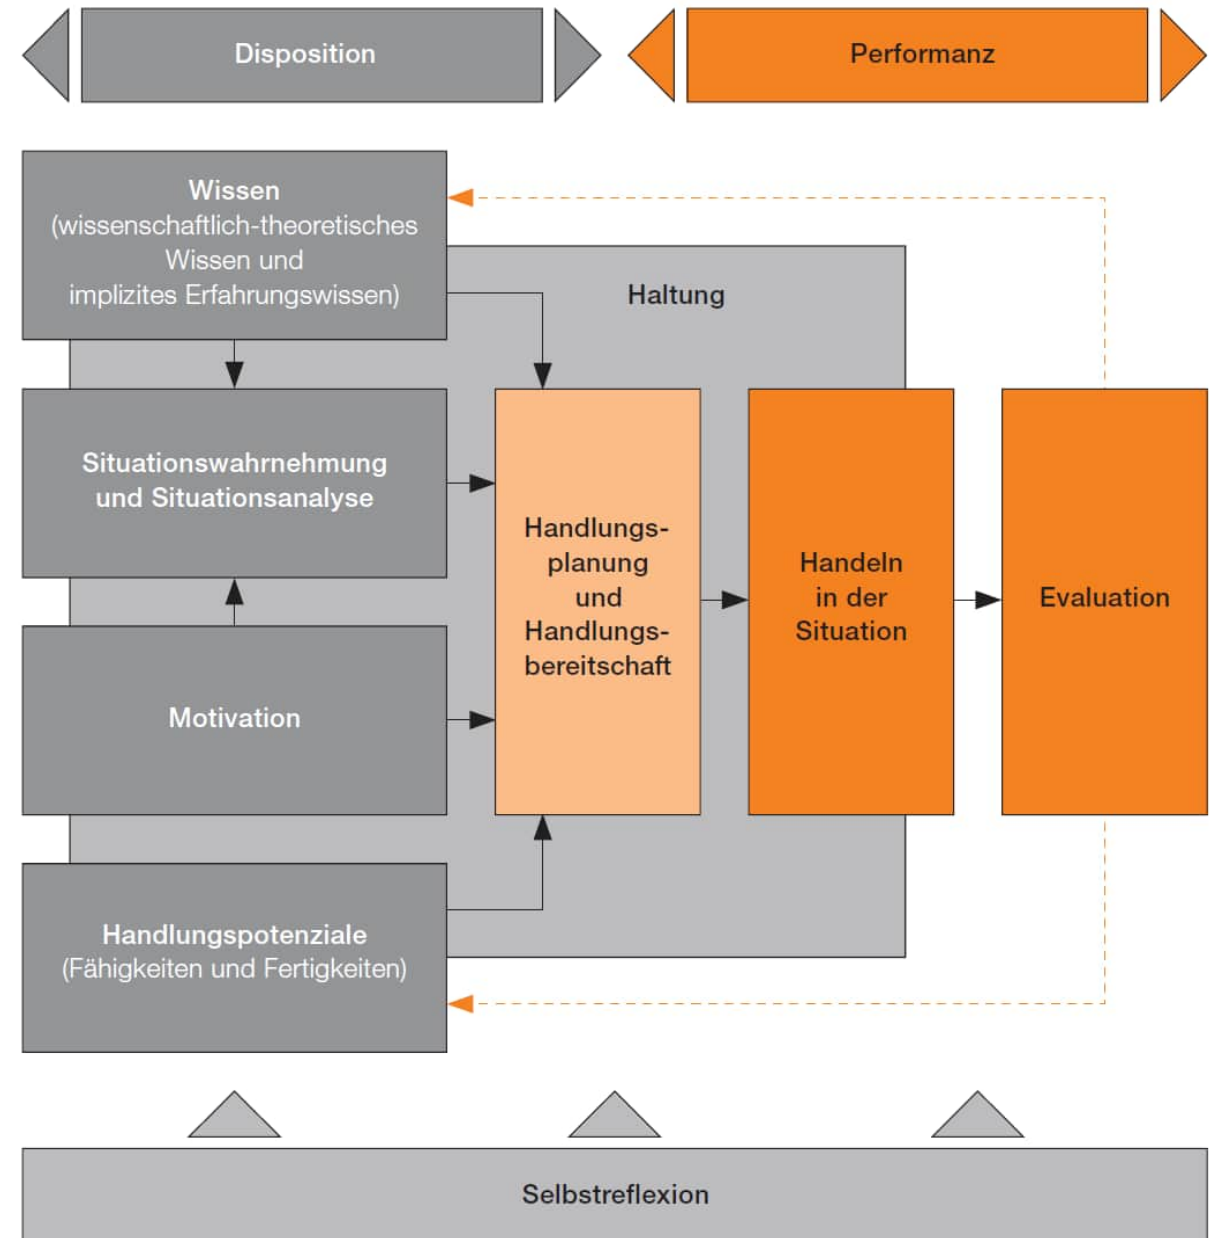 Disposition
Performanz
Wissen
(wissenschaftlich-theoretisches
Wissen und
implizites Erfahrungswissen)
Haltung
Situationswahrnehmung
und Situationsanalyse
Handlungs-
planung
und
Handlungs-
bereitschaft
Handeln
in der
Situation
Evaluation
Motivation
Handlungspotenziale
(Fähigkeiten und Fertigkeiten)
Selbstreflexion